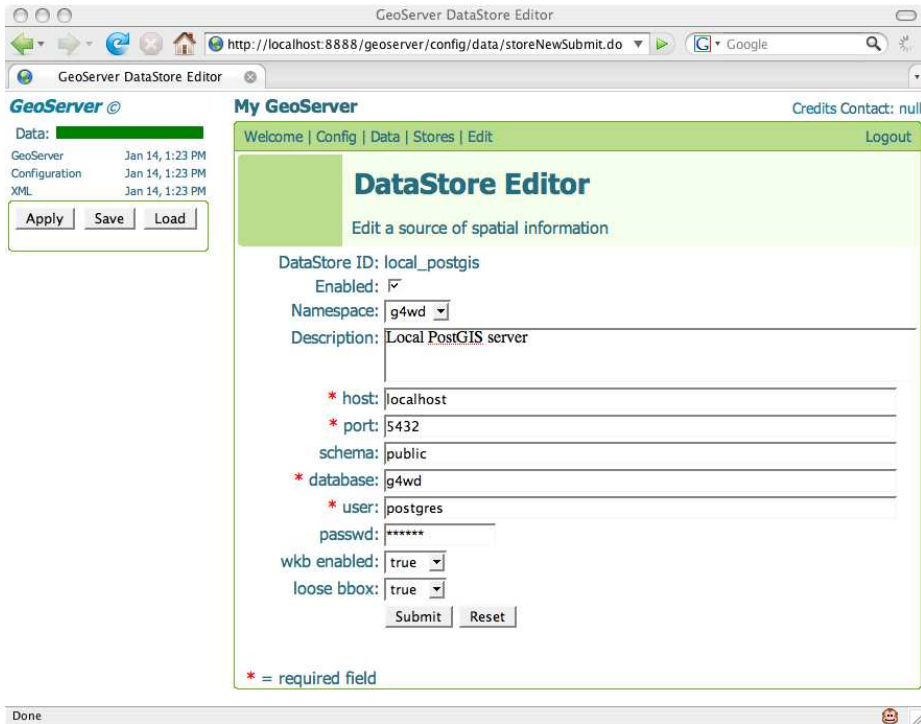 GeoServer DataStore Editor
http://localhost:8888/geoserver/config/data/storeNewSubmit.do
G Google
GeoServer DataStore Editor
GeoServer ©
My GeoServer
Credits Contact: null
Data:
Welcome | Config | Data | Stores | Edit
Logout
GeoServer Jan 14, 1:23 PM
Configuration Jan 14, 1:23 PM
XML Jan 14, 1:23 PM
Apply Save Load
DataStore Editor
Edit a source of spatial information
DataStore ID: local_postgis
Enabled:
Namespace: g4wd
Description: Local PostGIS server
* host: localhost
* port: 5432
schema: public
* database: g4wd
* user: postgres
passwd: ******
wkb enabled: true
loose bbox: true
Submit Reset
* = required field
Done